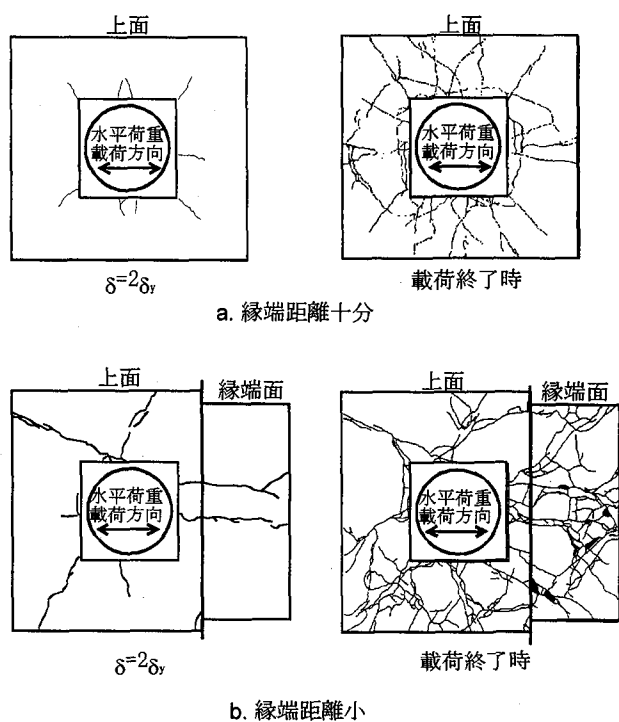 上面
水平荷重
載荷方向
δ=2δy
上面
水平荷重
載荷方向
載荷終了時
a. 縁端距離十分
上面
縁端面
水平荷重
載荷方向
δ=2δy
上面
縁端面
水平荷重
載荷方向
載荷終了時
b. 縁端距離小